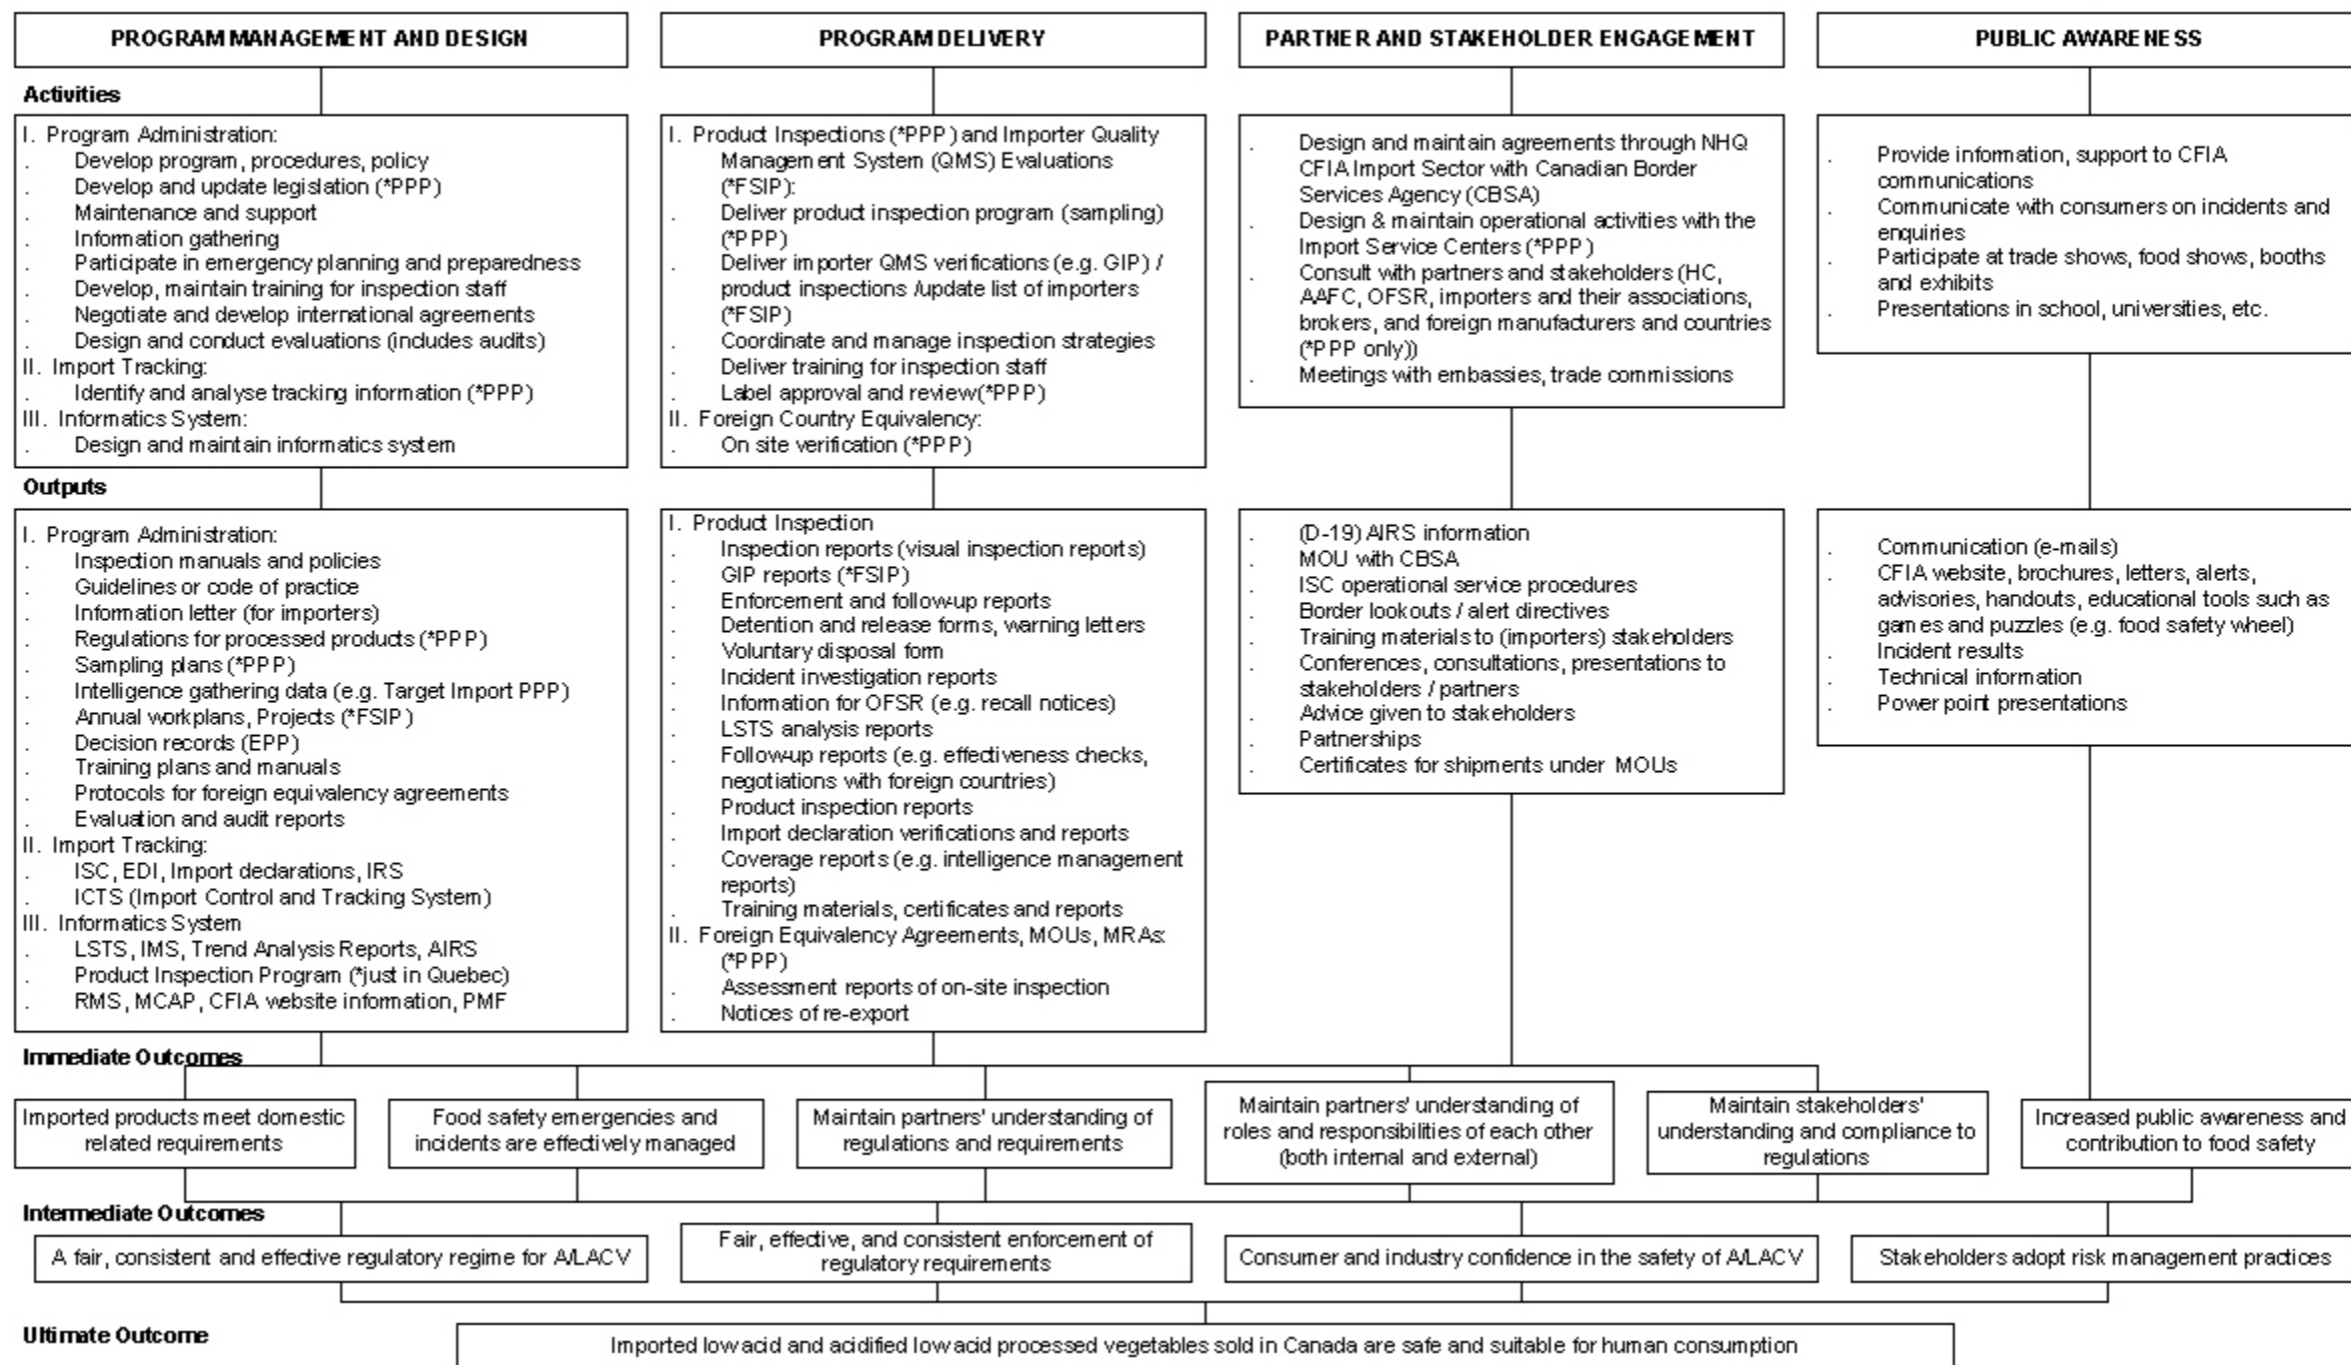 PROGRAM MANAGEMENT AND DESIGN
PROGRAM DELIVERY
PARTNER AND STAKEHOLDER ENGAGEMENT
PUBLIC AWARENESS
Activities
I. Program Administration:
. Develop program, procedures, policy
. Develop and update legislation (*PPP)
. Maintenance and support
. Information gathering
. Participate in emergency planning and preparedness
. Develop, maintain training for inspection staff
. Negotiate and develop international agreements
. Design and conduct evaluations (includes audits)
II. Import Tracking:
. Identify and analyse tracking information (*PPP)
III. Informatics System:
. Design and maintain informatics system
I. Product Inspections (*PPP) and Importer Quality
Management System (QMS) Evaluations
(*FSIP):
. Deliver product inspection program (sampling)
(*PPP)
. Deliver importer QMS verifications (e.g. GIP) /
product inspections /update list of importers
(*FSIP)
. Coordinate and manage inspection strategies
. Deliver training for inspection staff
. Label approval and review(*PPP)
II. Foreign Country Equivalency:
. On site verification (*PPP)
. Design and maintain agreements through NHQ
CFIA Import Sector with Canadian Border
Services Agency (CBSA)
. Design & maintain operational activities with the
Import Service Centers (*PPP)
. Consult with partners and stakeholders (HC,
AAFC, OFSR, importers and their associations,
brokers, and foreign manufacturers and countries
(*PPP only))
. Meetings with embassies, trade commissions
. Provide information, support to CFIA
communications
. Communicate with consumers on incidents and
enquiries
. Participate at trade shows, food shows, booths
and exhibits
. Presentations in school, universities, etc.
Outputs
I. Program Administration:
. Inspection manuals and policies
. Guidelines or code of practice
. Information letter (for importers)
. Regulations for processed products (*PPP)
. Sampling plans (*PPP)
. Intelligence gathering data (e.g. Target Import PPP)
. Annual workplans, Projects (*FSIP)
. Decision records (EPP)
. Training plans and manuals
. Protocols for foreign equivalency agreements
. Evaluation and audit reports
II. Import Tracking:
. ISC, EDI, Import declarations, IRS
. ICTS (Import Control and Tracking System)
III. Informatics System
. LSTS, IMS, Trend Analysis Reports, AIRS
. Product Inspection Program (*just in Quebec)
. RMS, MCAP, CFIA website information, PMF
I. Product Inspection
. Inspection reports (visual inspection reports)
. GIP reports (*FSIP)
. Enforcement and follow-up reports
. Detention and release forms, warning letters
. Voluntary disposal form
. Incident investigation reports
. Information for OFSR (e.g. recall notices)
. LSTS analysis reports
. Follow-up reports (e.g. effectiveness checks,
negotiations with foreign countries)
. Product inspection reports
. Import declaration verifications and reports
. Coverage reports (e.g. intelligence management
reports)
. Training materials, certificates and reports
II. Foreign Equivalency Agreements, MOUs, MRAs:
(*PPP)
. Assessment reports of on-site inspection
. Notices of re-export
. (D-19) AIRS information
. MOU with CBSA
. ISC operational service procedures
. Border lookouts / alert directives
. Training materials to (importers) stakeholders
. Conferences, consultations, presentations to
stakeholders / partners
. Advice given to stakeholders
. Partnerships
. Certificates for shipments under MOUs
. Communication (e-mails)
. CFIA website, brochures, letters, alerts,
advisories, handouts, educational tools such as
games and puzzles (e.g. food safety wheel)
. Incident results
. Technical information
. Power point presentations
Immediate Outcomes
Imported products meet domestic
related requirements
Food safety emergencies and
incidents are effectively managed
Maintain partners' understanding of
regulations and requirements
Maintain partners' understanding of
roles and responsibilities of each other
(both internal and external)
Maintain stakeholders'
understanding and compliance to
regulations
Increased public awareness and
contribution to food safety
Intermediate Outcomes
A fair, consistent and effective regulatory regime for A/LACV
Fair, effective, and consistent enforcement of
regulatory requirements
Consumer and industry confidence in the safety of A/LACV
Stakeholders adopt risk management practices
Ultimate Outcome
Imported low acid and acidified low acid processed vegetables sold in Canada are safe and suitable for human consumption